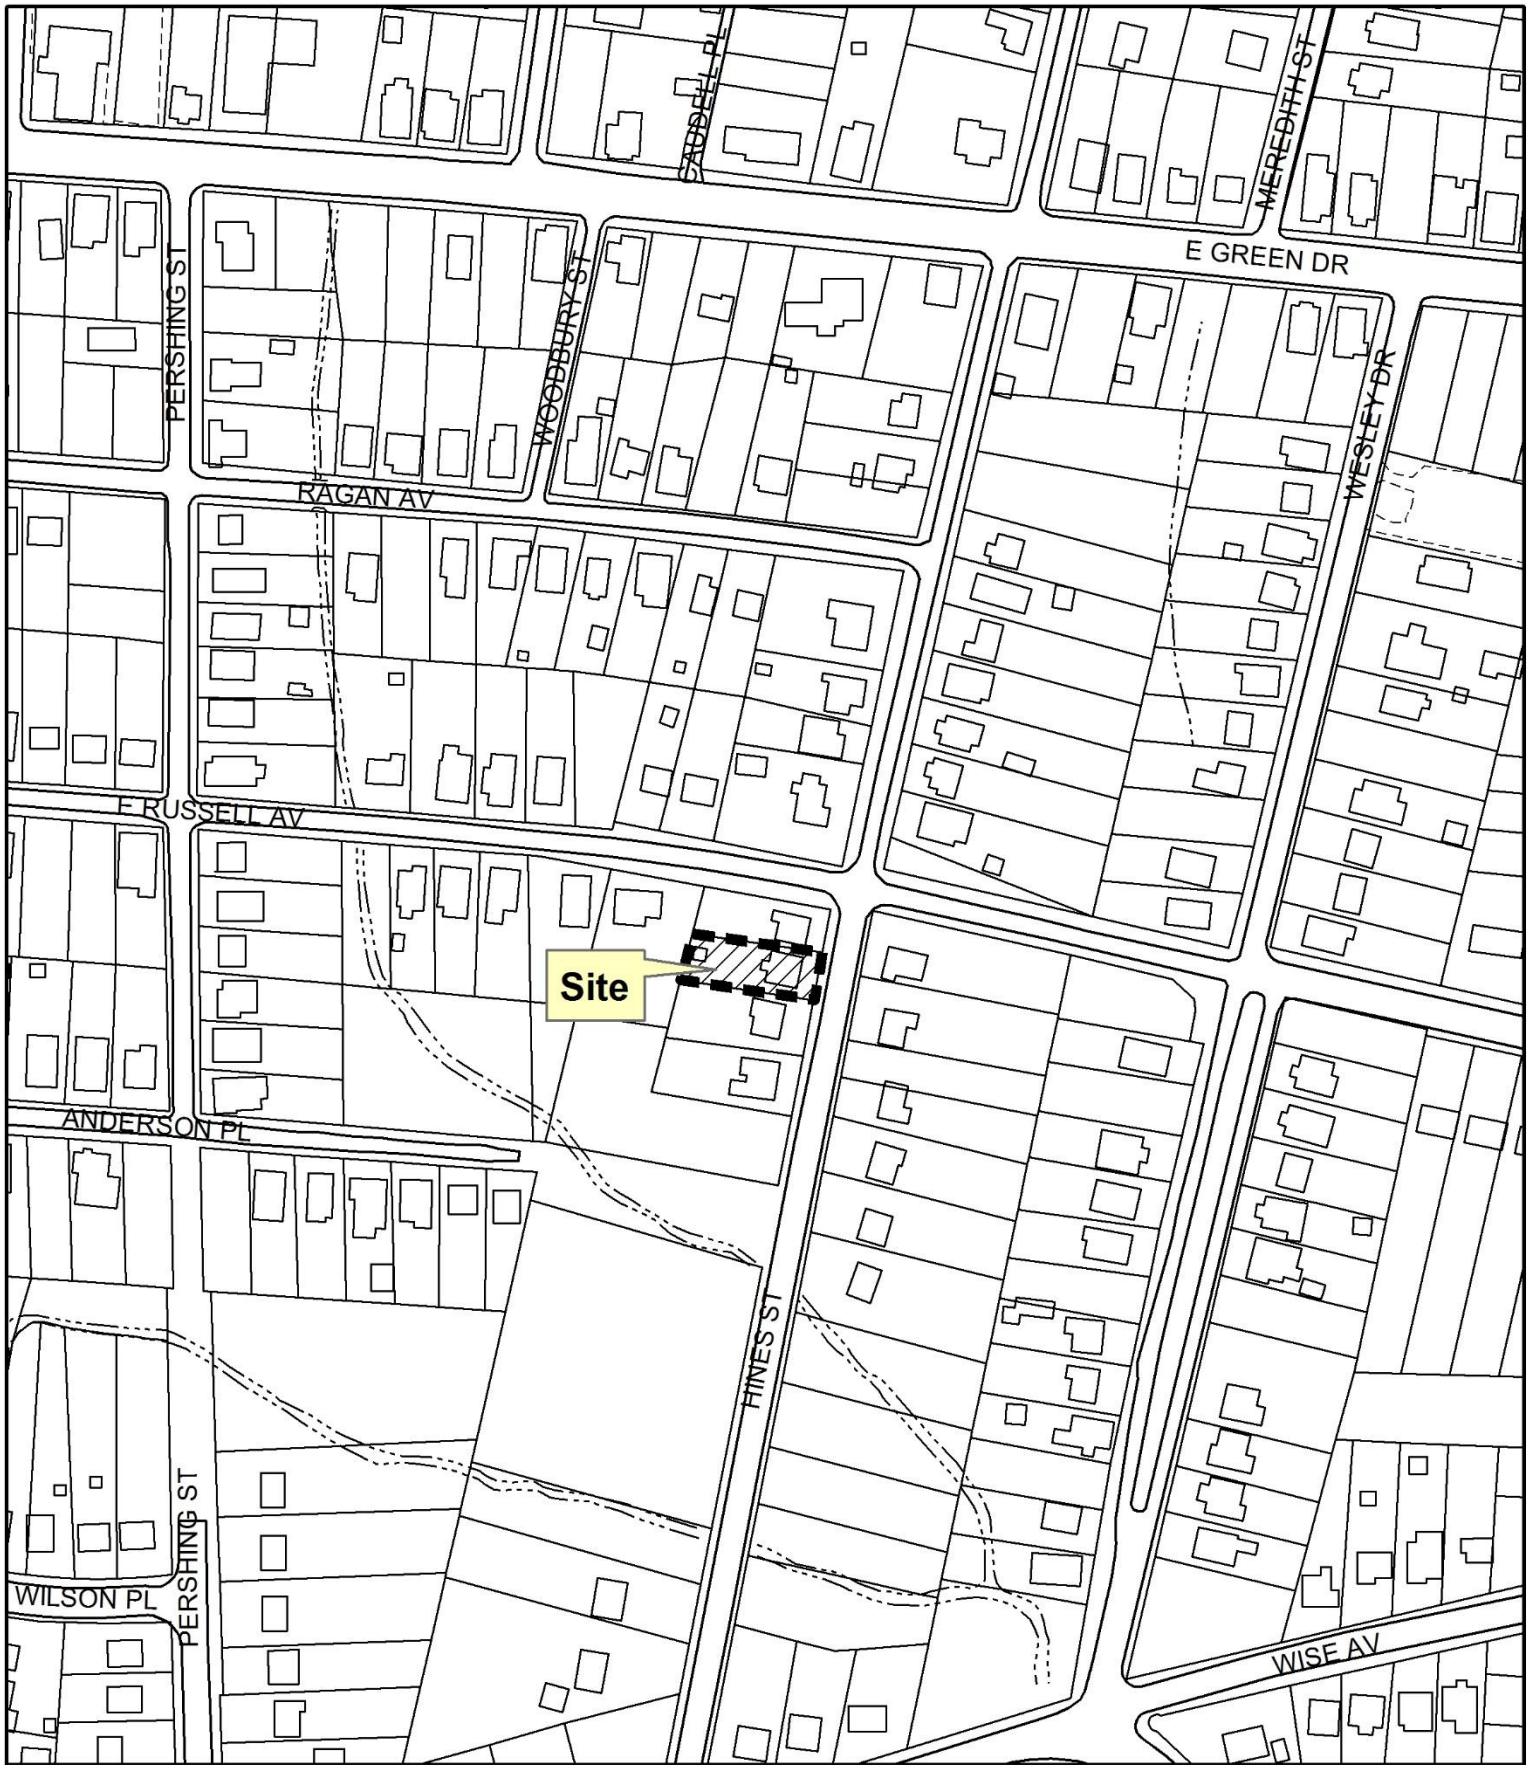 CAUDELL PL
MEREDITH ST
E GREEN DR
PERSHING ST
WOODBURY ST
WESLEY DR
RAGAN AV
E RUSSELL AV
Site
ANDERSON PL
HINES ST
PERSHING ST
WILSON PL
WISE AV